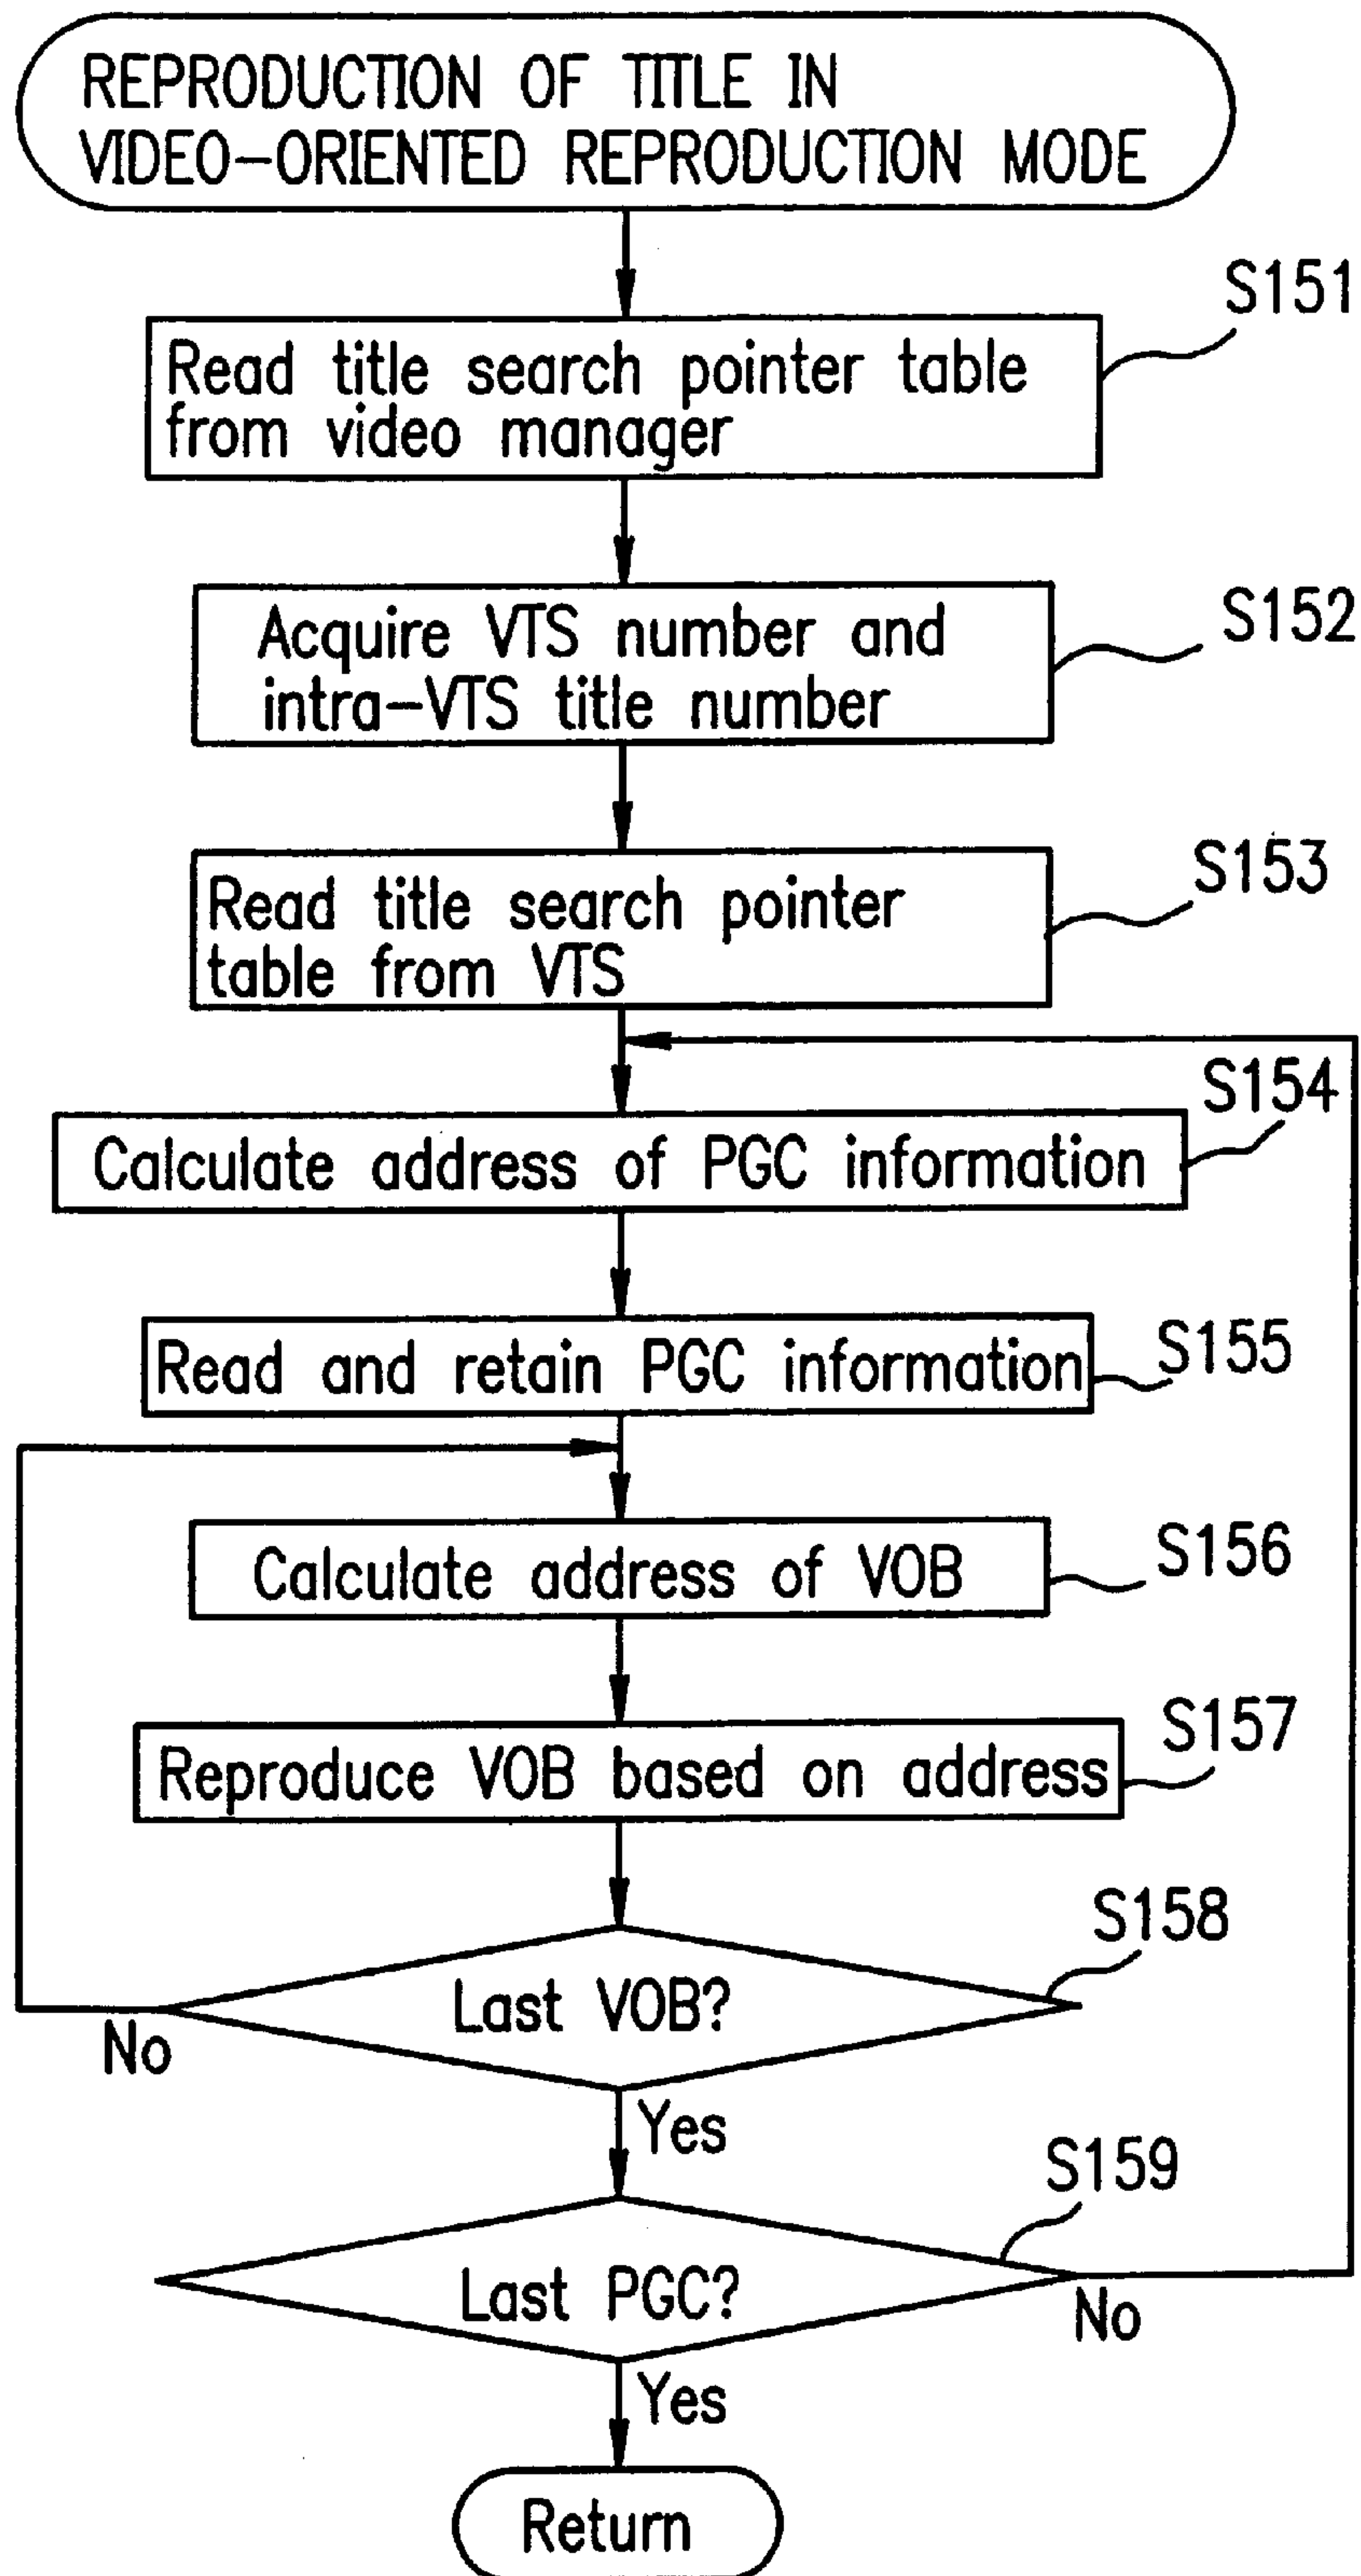 REPRODUCTION OF TITLE IN
VIDEO-ORIENTED REPRODUCTION MODE
S151
Read title search pointer table
from video manager
S152
Acquire VTS number and
intra-VTS title number
S153
Read title search pointer
table from VTS
S154
Calculate address of PGC information
S155
Read and retain PGC information
S156
Calculate address of VOB
S157
Reproduce VOB based on address
S158
Last VOB?
No
Yes
S159
Last PGC?
No
Yes
Return